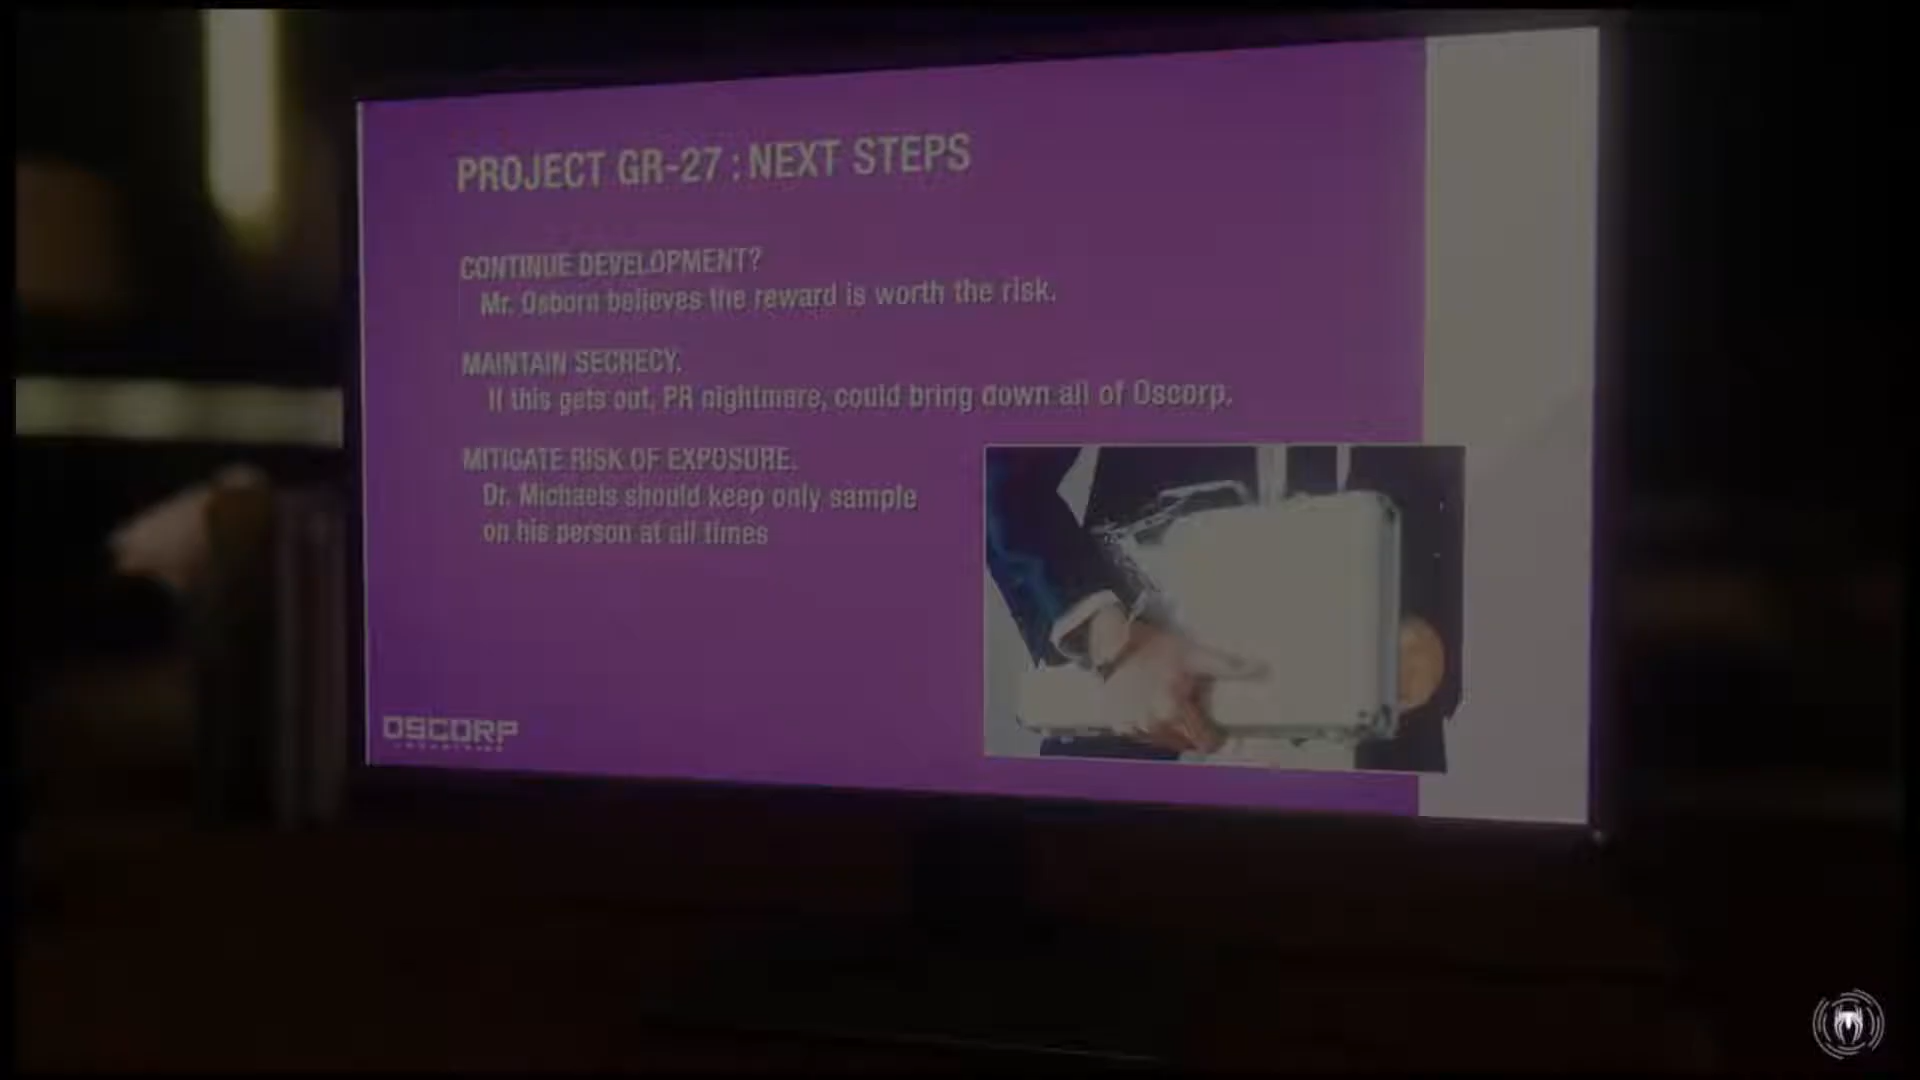 PROJECT GR-27 : NEXT STEPS
CONTINUE DEVELOPMENT?
Mr. Osborn believes the reward is worth the risk.
MAINTAIN SECRECY.
If this gets out, PR nightmare, could bring down all of Oscorp.
MITIGATE RISK OF EXPOSURE.
Dr. Michaels should keep only sample
on his person at all times
OSCORP
INDUSTRIES